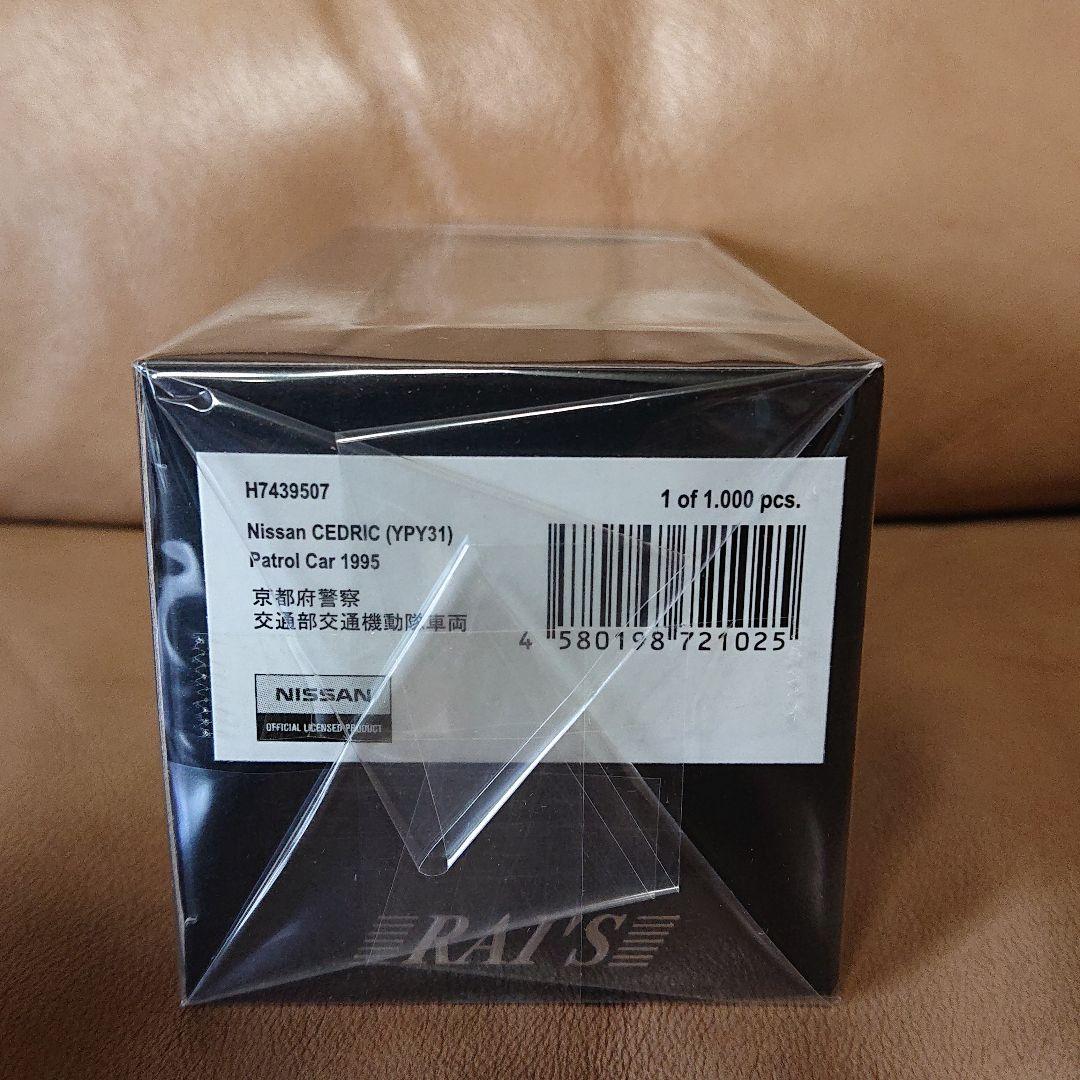 H7439507
1 of 1.000 pcs.
Nissan CEDRIC (YPY31)
Patrol Car 1995
京都府警察
交通部交通機動隊車両
4 580198 721025
NISSAN
OFFICIAL LICENSED PRODUCT
RAI'S